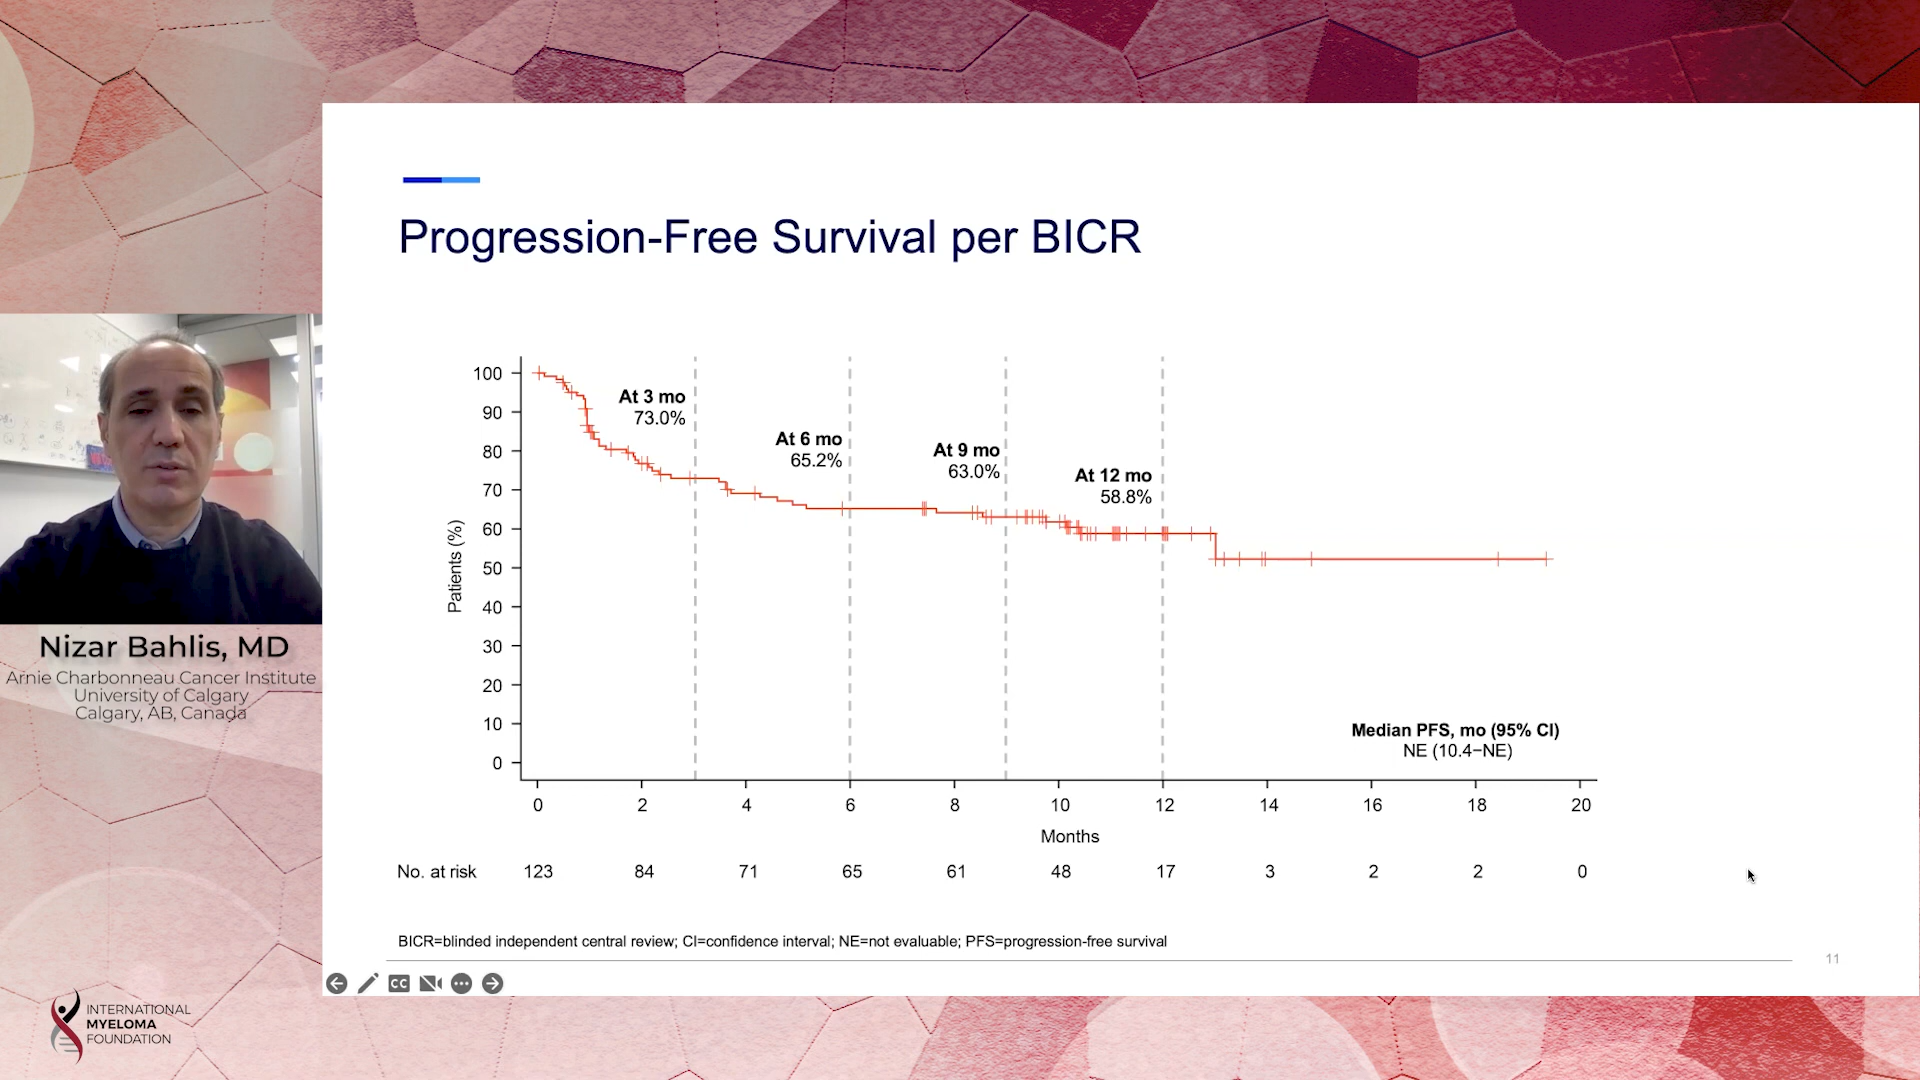 Progression-Free Survival per BICR
At 3 mo
73.0%
At 6 mo
65.2%
At 9 mo
63.0%
At 12 mo
58.8%
Patients (%)
100
90
80
70
60
50
40
30
20
10
0
Median PFS, mo (95% CI)
NE (10.4–NE)
0 2 4 6 8 10 12 14 16 18 20
Months
No. at risk 123 84 71 65 61 48 17 3 2 2 0
BICR=blinded independent central review; CI=confidence interval; NE=not evaluable; PFS=progression-free survival
11
CC
Nizar Bahlis, MD
Arnie Charbonneau Cancer Institute
University of Calgary
Calgary, AB, Canada
INTERNATIONAL
MYELOMA
FOUNDATION